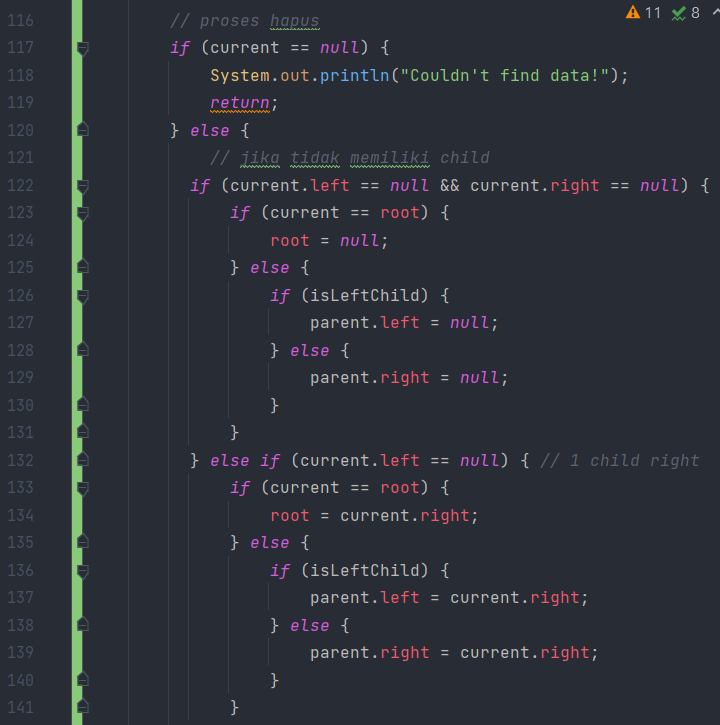 11 8
116 // proses hapus
117 if (current == null) {
118 System.out.println("Couldn't find data!");
119 return;
120 } else {
121 // jika tidak memiliki child
122 if (current.left == null && current.right == null) {
123 if (current == root) {
124 root = null;
125 } else {
126 if (isLeftChild) {
127 parent.left = null;
128 } else {
129 parent.right = null;
130 }
131 }
132 } else if (current.left == null) { // 1 child right
133 if (current == root) {
134 root = current.right;
135 } else {
136 if (isLeftChild) {
137 parent.left = current.right;
138 } else {
139 parent.right = current.right;
140 }
141 }